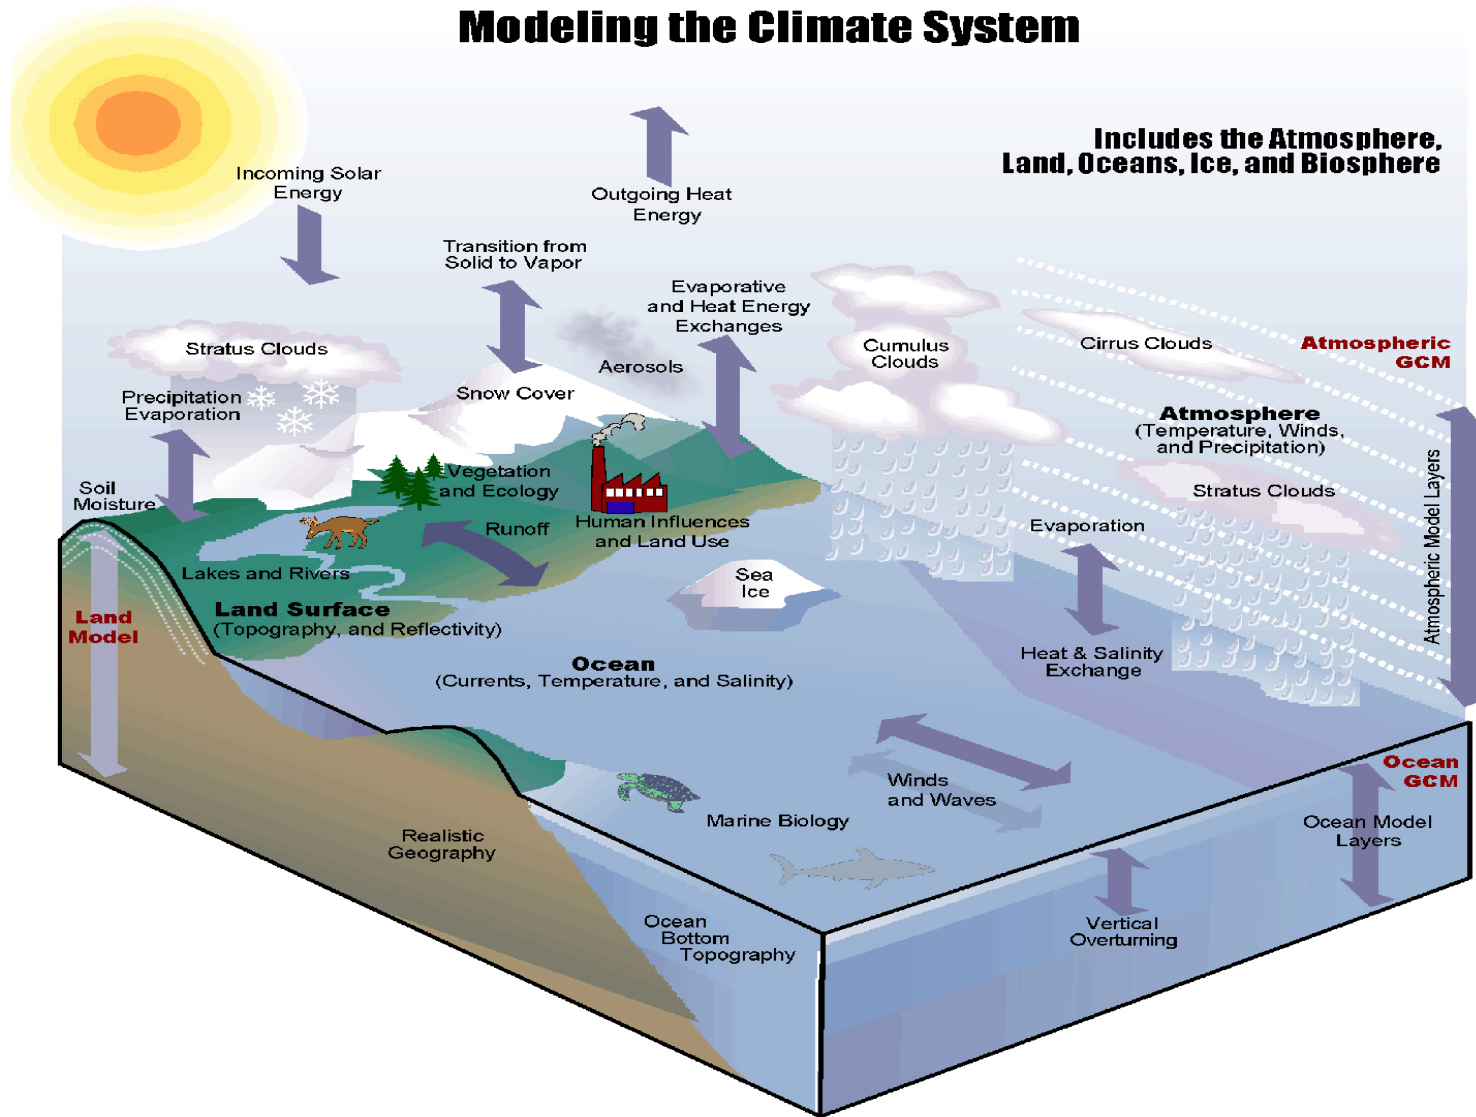 Modeling the Climate System
Includes the Atmosphere,
Land, Oceans, Ice, and Biosphere
Incoming Solar
Energy
Outgoing Heat
Energy
Transition from
Solid to Vapor
Evaporative
and Heat Energy
Exchanges
Stratus Clouds
Cumulus
Clouds
Cirrus Clouds
Atmospheric
GCM
Aerosols
Snow Cover
Precipitation
Evaporation
Atmosphere
(Temperature, Winds,
and Precipitation)
Atmospheric Model Layers
Vegetation
and Ecology
Soil
Moisture
Stratus Clouds
Runoff
Human Influences
and Land Use
Evaporation
Lakes and Rivers
Sea
Ice
Land
Model
Land Surface
(Topography, and Reflectivity)
Ocean
(Currents, Temperature, and Salinity)
Heat & Salinity
Exchange
Ocean
GCM
Winds
and Waves
Marine Biology
Ocean Model
Layers
Realistic
Geography
Ocean
Bottom
Topography
Vertical
Overturning